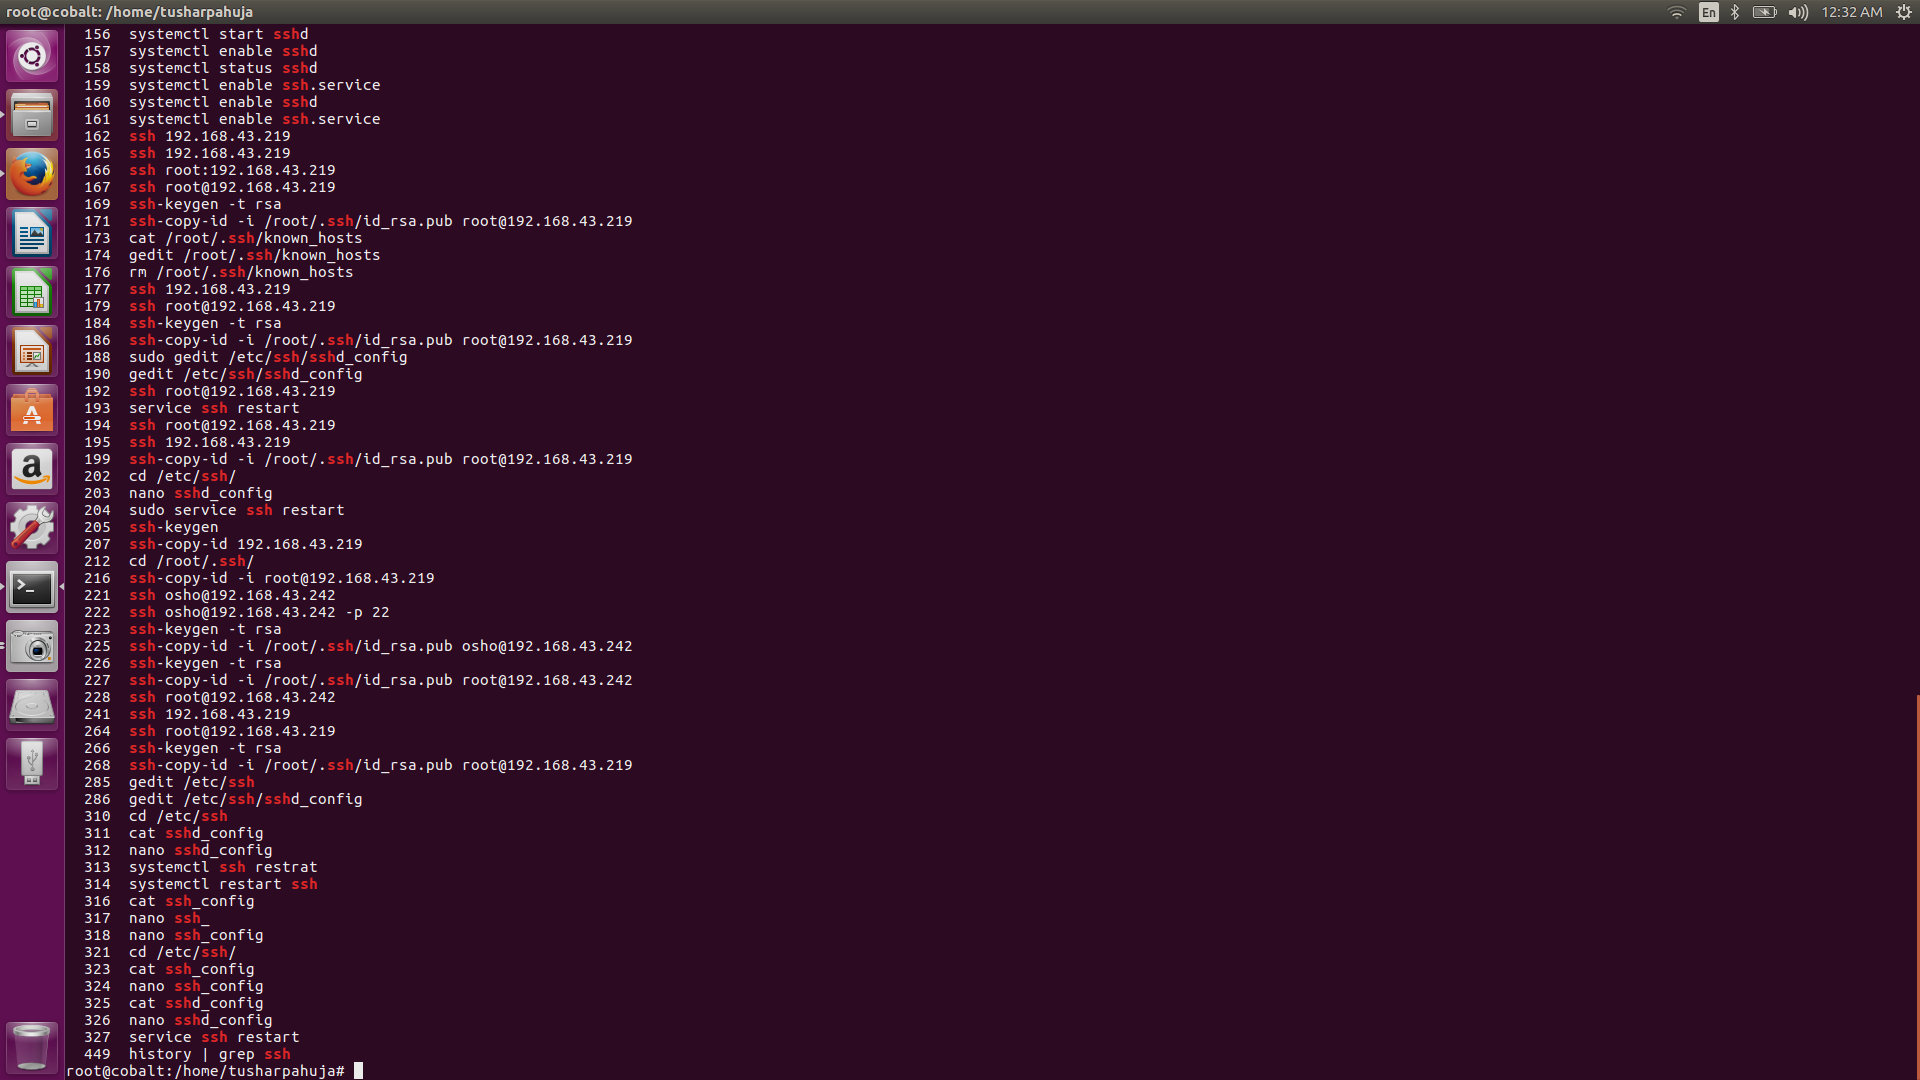 root@cobalt: /home/tusharpahuja
En
12:32 AM
156 systemctl start sshd
157 systemctl enable sshd
158 systemctl status sshd
159 systemctl enable ssh.service
160 systemctl enable sshd
161 systemctl enable ssh.service
162 ssh 192.168.43.219
165 ssh 192.168.43.219
166 ssh root:192.168.43.219
167 ssh root@192.168.43.219
169 ssh-keygen -t rsa
171 ssh-copy-id -i /root/.ssh/id_rsa.pub root@192.168.43.219
173 cat /root/.ssh/known_hosts
174 gedit /root/.ssh/known_hosts
176 rm /root/.ssh/known_hosts
177 ssh 192.168.43.219
179 ssh root@192.168.43.219
184 ssh-keygen -t rsa
186 ssh-copy-id -i /root/.ssh/id_rsa.pub root@192.168.43.219
188 sudo gedit /etc/ssh/sshd_config
190 gedit /etc/ssh/sshd_config
192 ssh root@192.168.43.219
193 service ssh restart
194 ssh root@192.168.43.219
195 ssh 192.168.43.219
199 ssh-copy-id -i /root/.ssh/id_rsa.pub root@192.168.43.219
202 cd /etc/ssh/
203 nano sshd_config
204 sudo service ssh restart
205 ssh-keygen
207 ssh-copy-id 192.168.43.219
212 cd /root/.ssh/
216 ssh-copy-id -i root@192.168.43.219
221 ssh osho@192.168.43.242
222 ssh osho@192.168.43.242 -p 22
223 ssh-keygen -t rsa
225 ssh-copy-id -i /root/.ssh/id_rsa.pub osho@192.168.43.242
226 ssh-keygen -t rsa
227 ssh-copy-id -i /root/.ssh/id_rsa.pub root@192.168.43.242
228 ssh root@192.168.43.242
241 ssh 192.168.43.219
264 ssh root@192.168.43.219
266 ssh-keygen -t rsa
268 ssh-copy-id -i /root/.ssh/id_rsa.pub root@192.168.43.219
285 gedit /etc/ssh
286 gedit /etc/ssh/sshd_config
310 cd /etc/ssh
311 cat sshd_config
312 nano sshd_config
313 systemctl ssh restrat
314 systemctl restart ssh
316 cat ssh_config
317 nano ssh_
318 nano ssh_config
321 cd /etc/ssh/
323 cat ssh_config
324 nano ssh_config
325 cat sshd_config
326 nano sshd_config
327 service ssh restart
449 history | grep ssh
root@cobalt:/home/tusharpahuja#